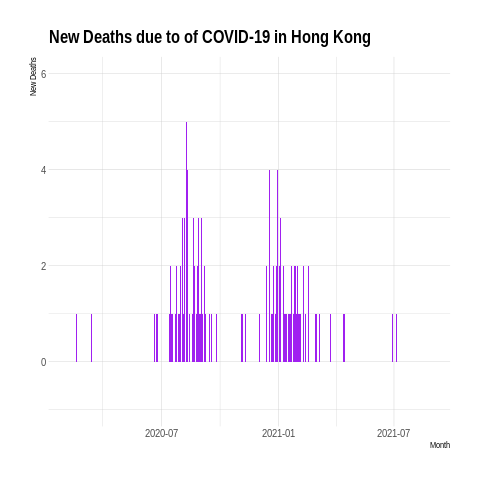 New Deaths due to of COVID-19 in Hong Kong
New Deaths
6
4
2
0
2020-07
2021-01
2021-07
Month